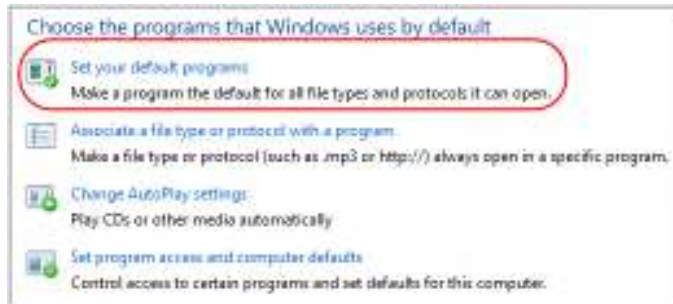 Choose the programs that Windows uses by default
Set your default programs
Make a program the default for all file types and protocols it can open.
Associate a file type or protocol with a program
Make a file type or protocol (such as .mp3 or http://) always open in a specific program.
Change AutoPlay settings
Play CDs or other media automatically
Set program access and computer defaults
Control access to certain programs and set defaults for this computer.